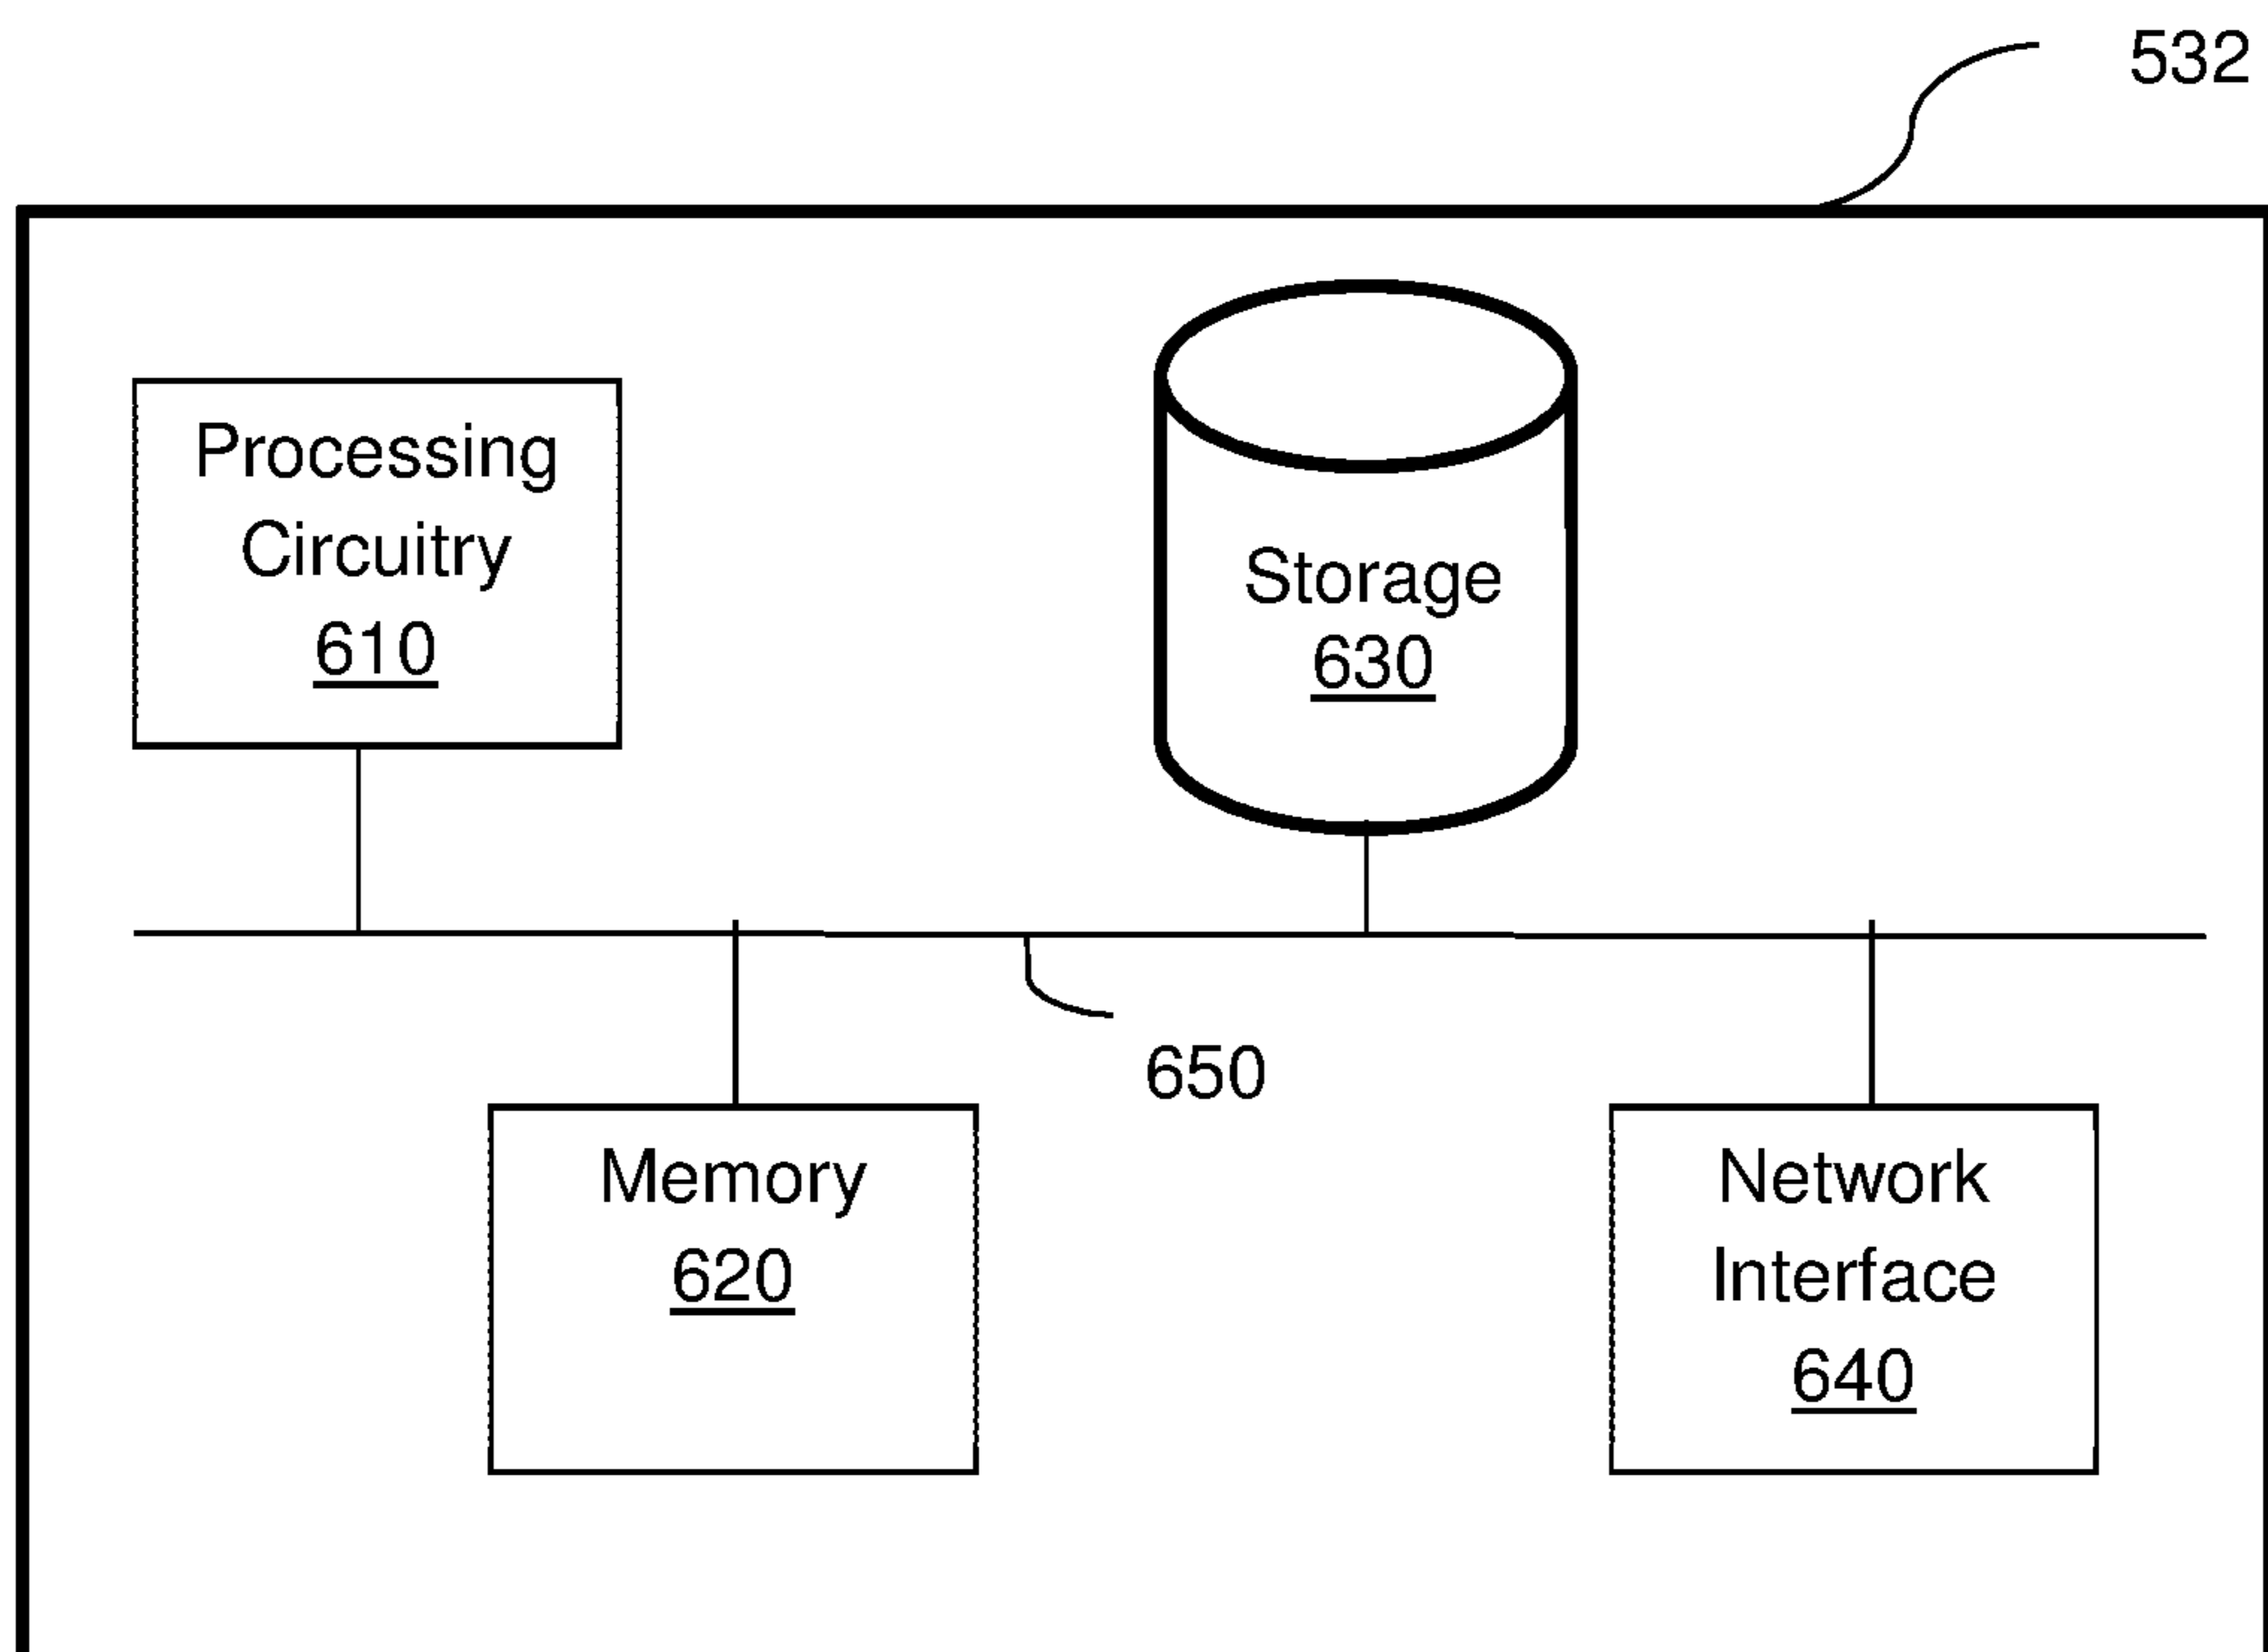 532
Processing
Circuitry
610
Storage
630
650
Memory
620
Network
Interface
640